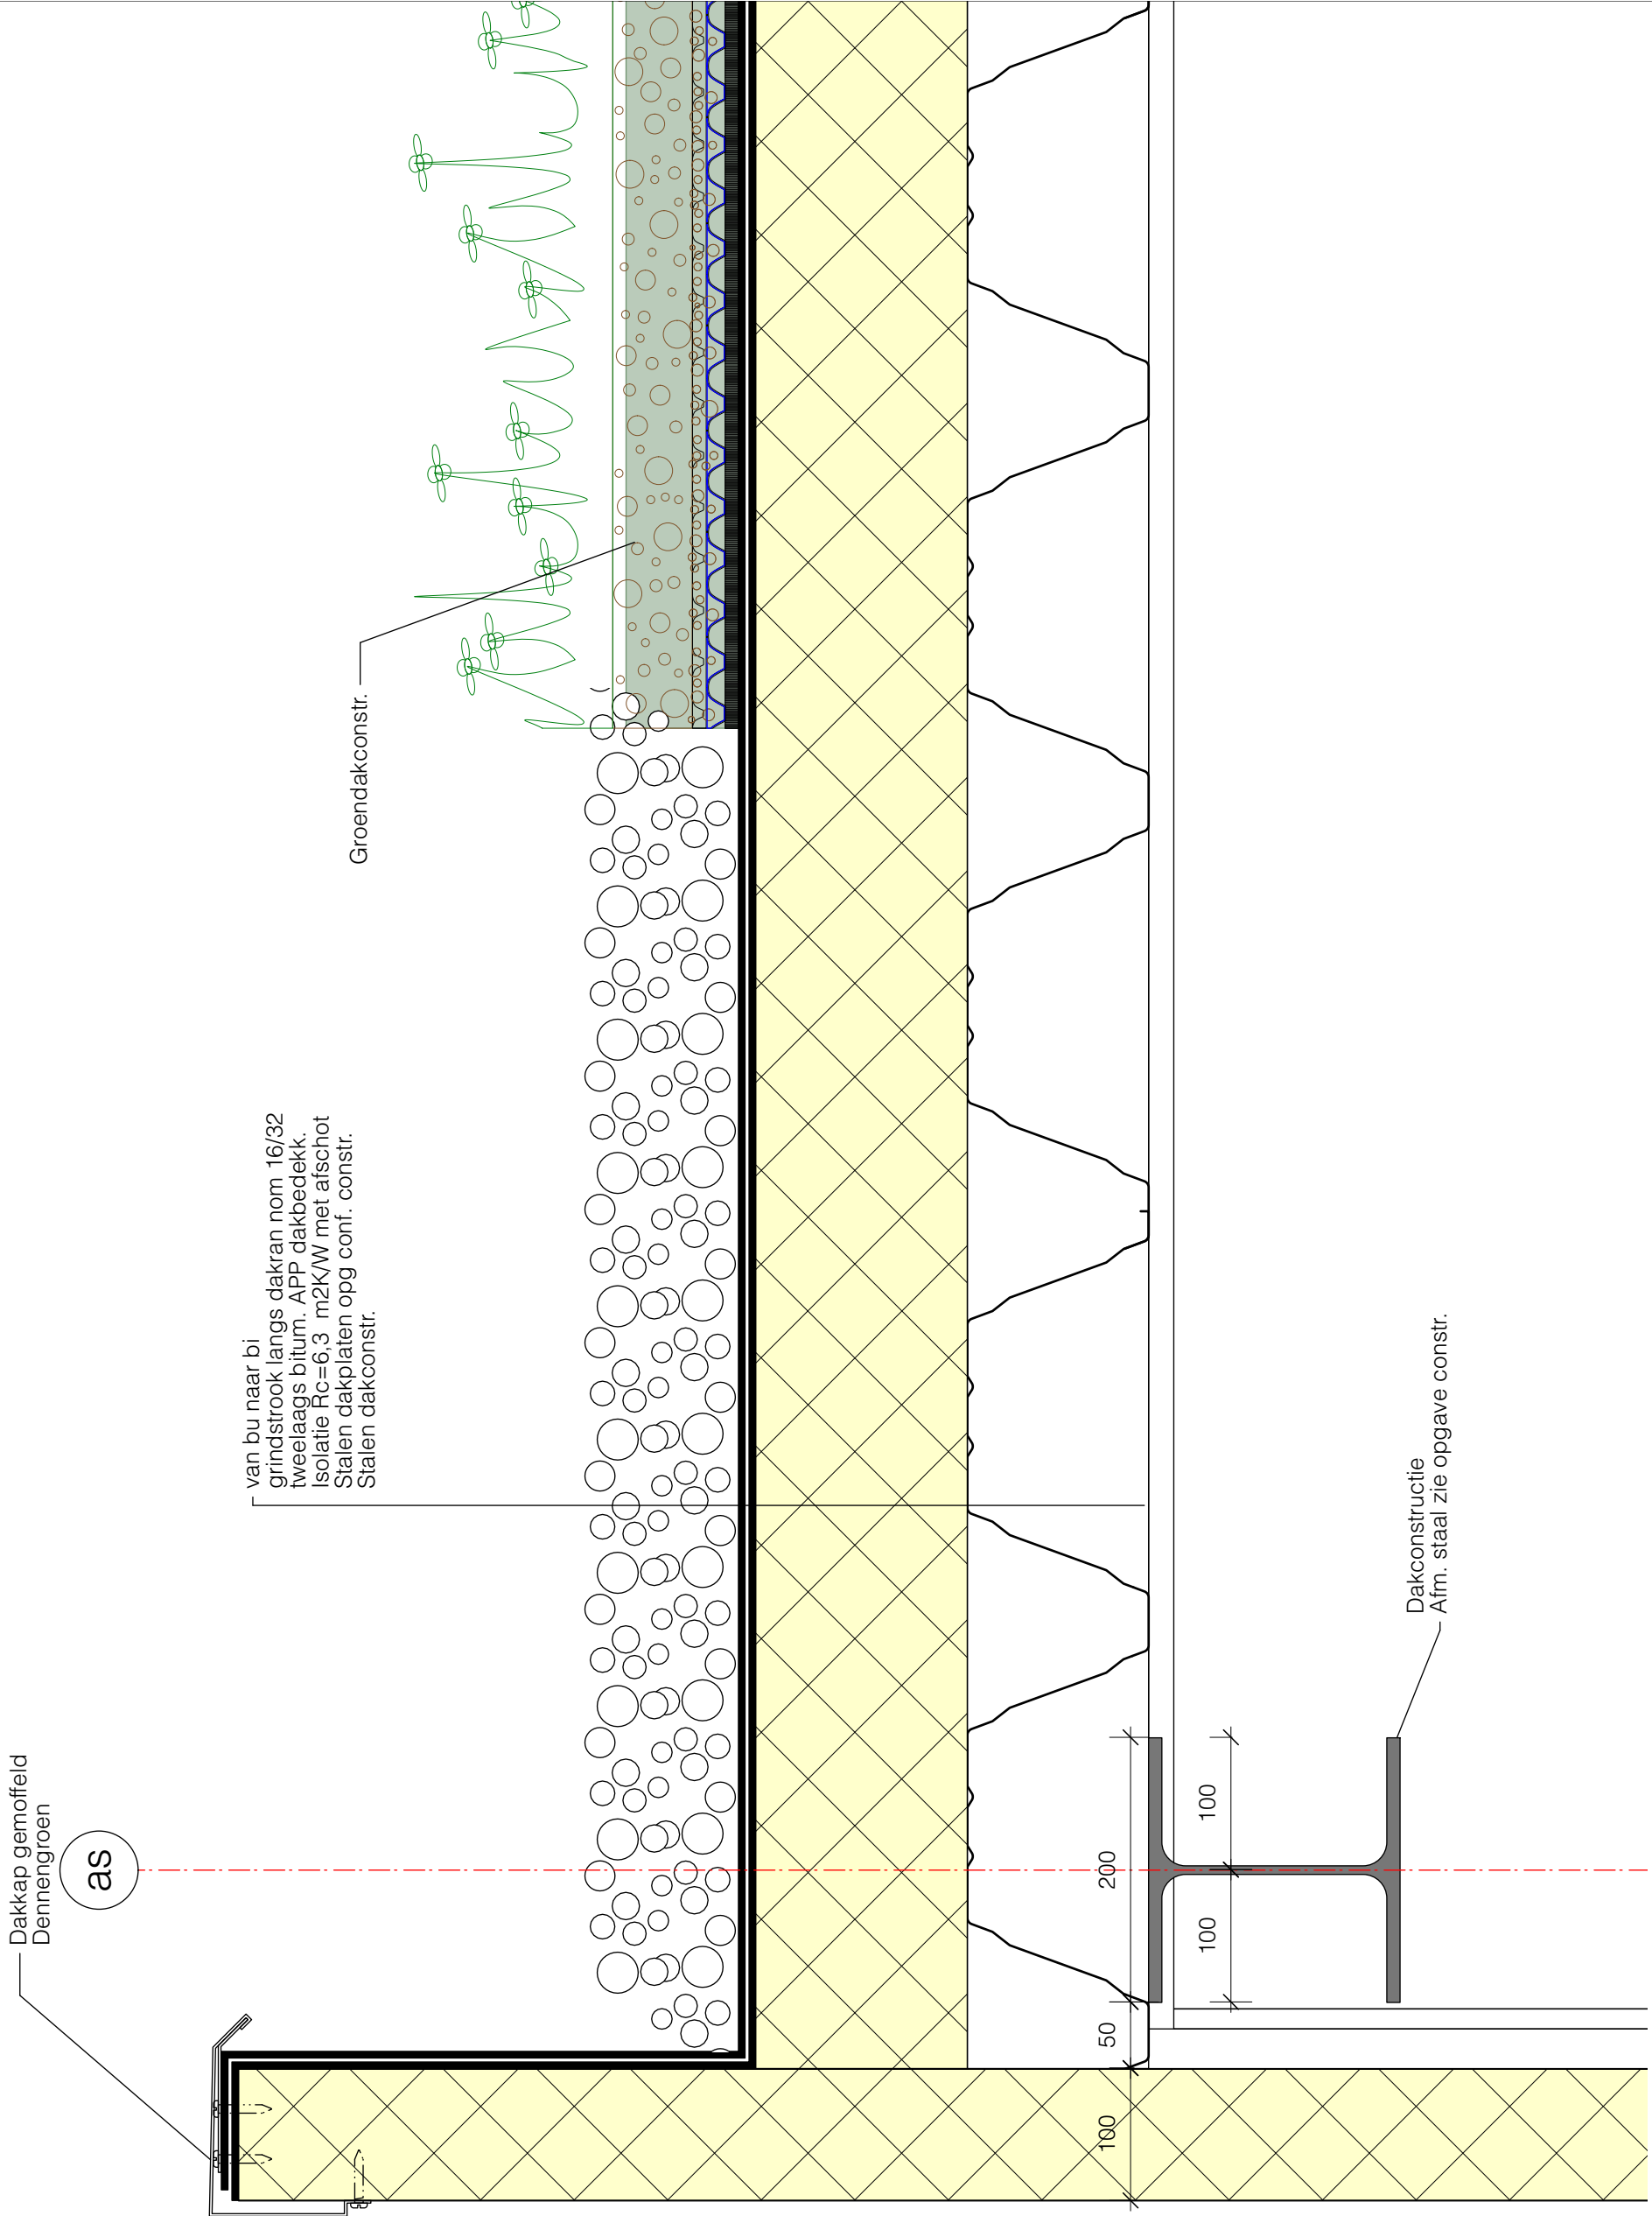 Dakkap gemoffeld
Dennengroen
as
van bu naar bi
grindstrook langs dakran nom 16/32
tweelaags bitum. APP dakbedekk.
Isolatie Rc=6,3 m2K/W met afschot
Stalen dakplaten opg conf. constr.
Stalen dakconstr.
Groendakconstr.
100
50
200
100
100
Dakconstructie
Afm. staal zie opgave constr.